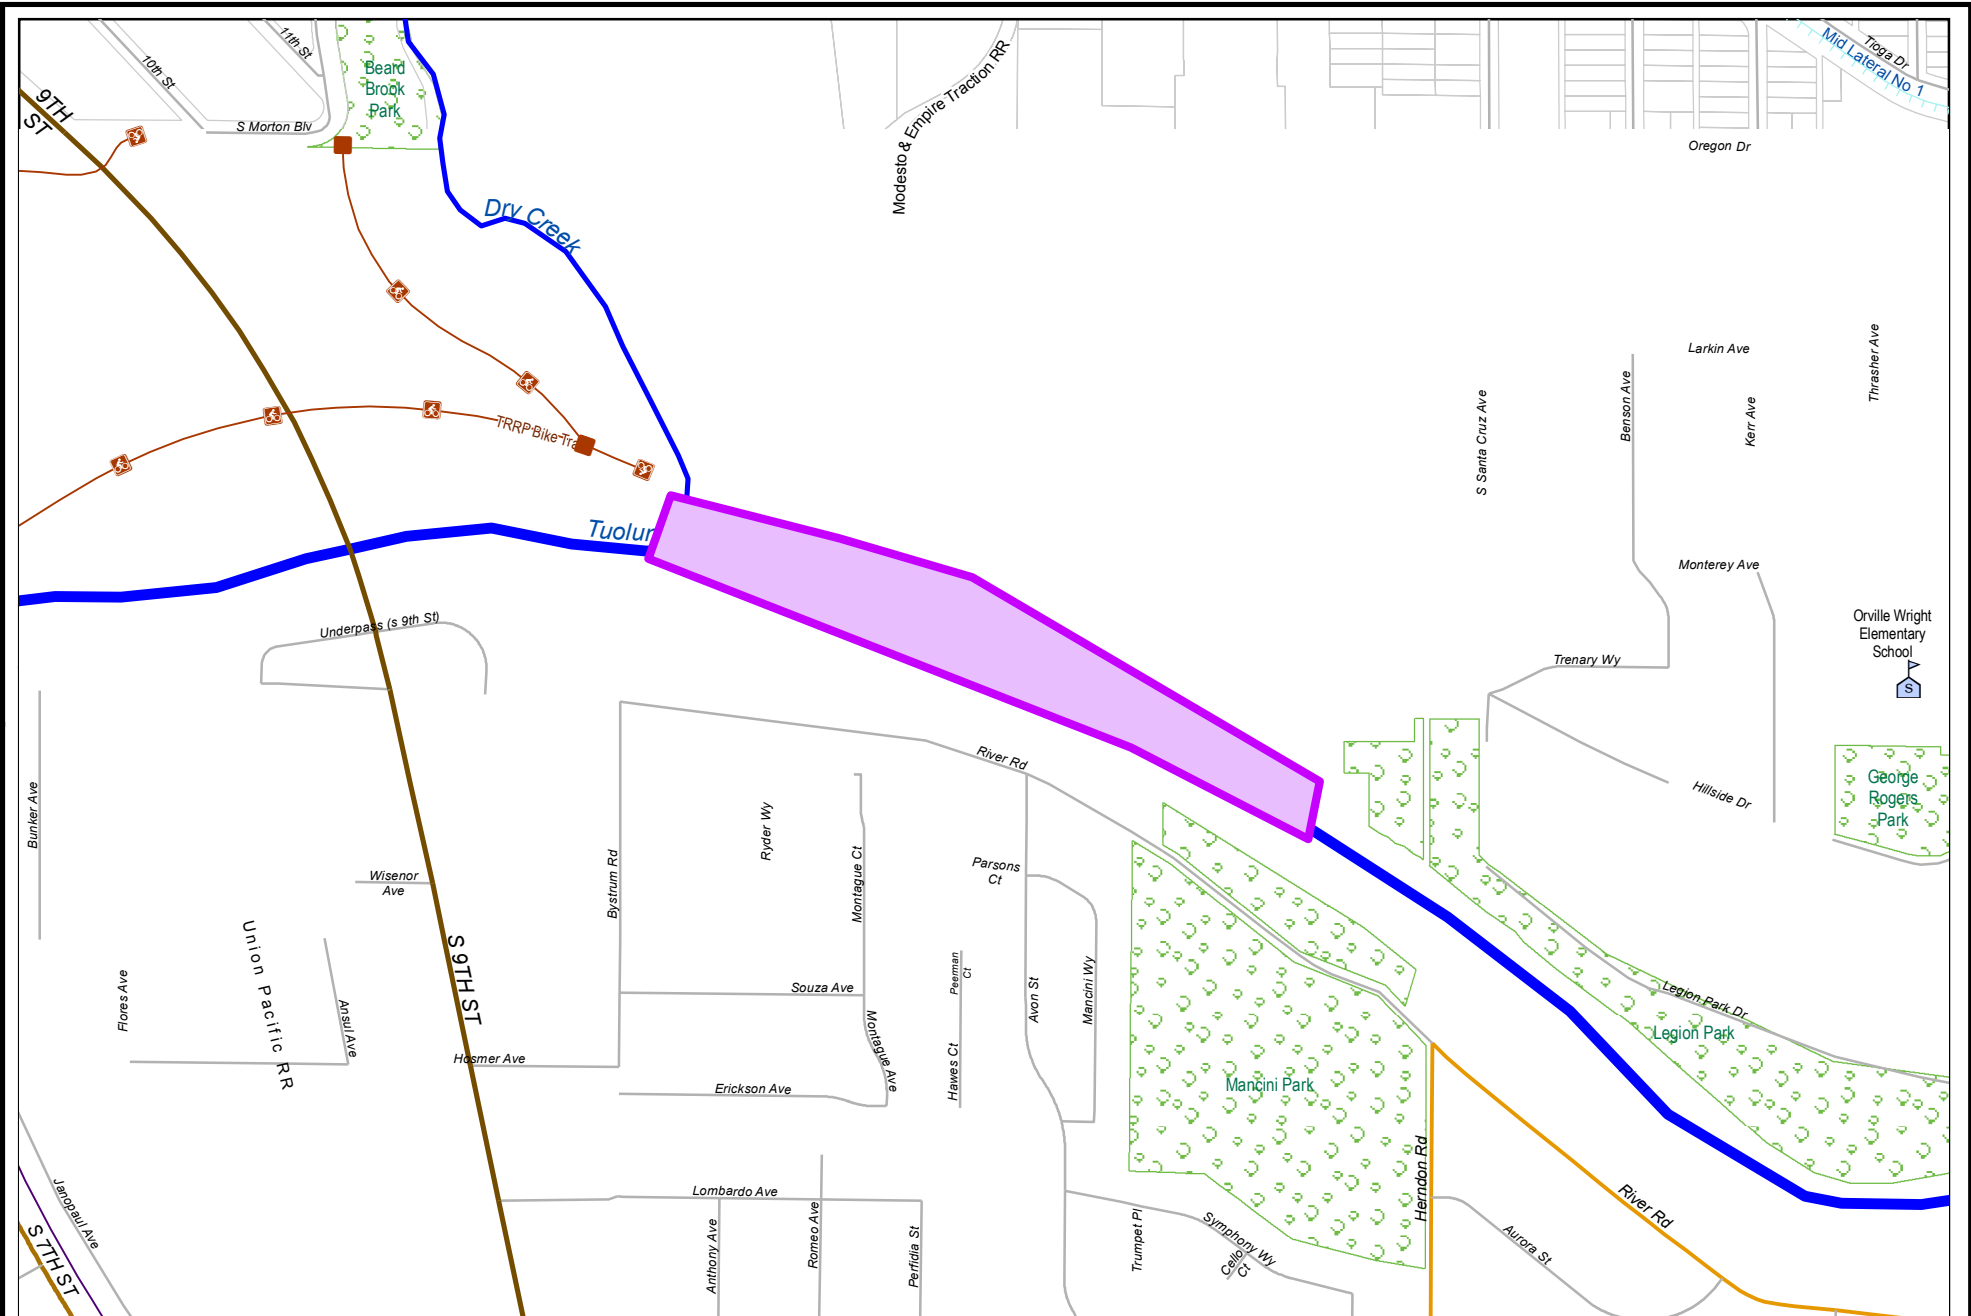 10th St
11th St
Beard
Brook
Park
S Morton Blv
9TH
ST
Dry Creek
Modesto & Empire Traction RR
Mid Lateral No 1
Tioga Dr
Oregon Dr
Larkin Ave
Thrasher Ave
Kerr Ave
Benson Ave
S Santa Cruz Ave
TRRP Bike Tra
Tuolu
Monterey Ave
Orville Wright
Elementary
School
S
Trenary Wy
Underpass (s 9th St)
River Rd
Hillside Dr
George
Rogers
Park
Bunker Ave
Wisenor
Ave
Bystrum Rd
Ryder Wy
Montague Ct
Parsons
Ct
Union Pacific RR
S 9TH ST
Flores Ave
Ansul Ave
Souza Ave
Peerman
Ct
Avon St
Mancini Wy
Legion Park Dr
Legion Park
Hosmer Ave
Montague Ave
Hawes Ct
Erickson Ave
Mancini Park
Herndon Rd
River Rd
Janopaul Ave
S 7TH ST
Lombardo Ave
Anthony Ave
Romeo Ave
Perfidia St
Trumpet Pl
Symphony Wy
Cello
Ct
Aurora St